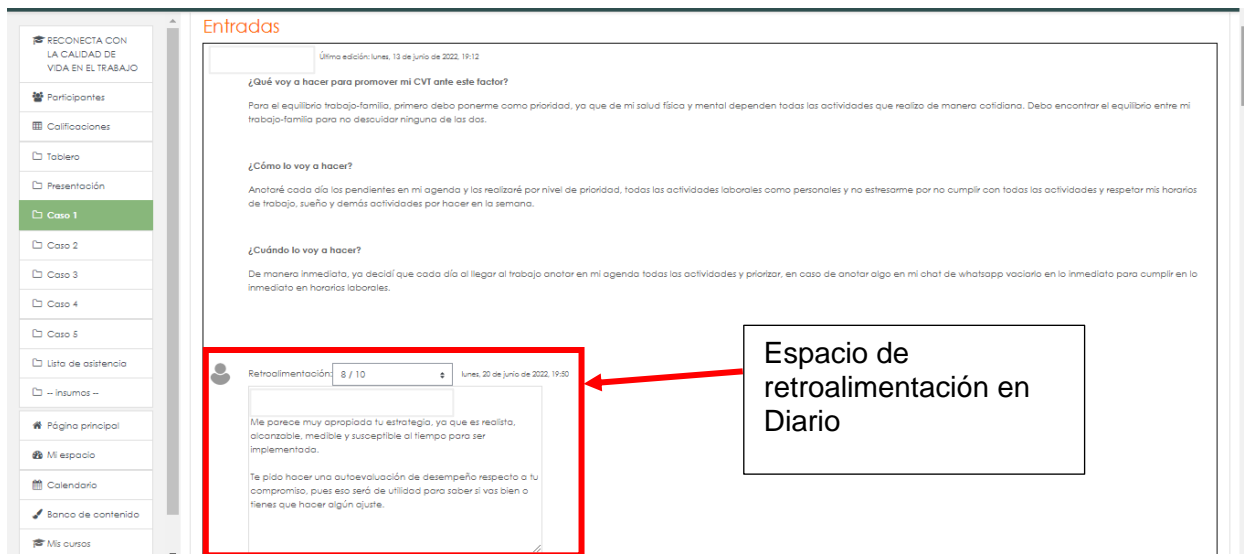 RECONECTA CON
LA CALIDAD DE
VIDA EN EL TRABAJO
Participantes
Calificaciones
Tablero
Presentación
Caso 1
Caso 2
Caso 3
Caso 4
Caso 5
Lista de asistencia
-- insumos --
Página principal
Mi espacio
Calendario
Banco de contenido
Mis cursos
Entradas
Última edición: lunes, 13 de junio de 2022, 19:12
¿Qué voy a hacer para promover mi CVT ante este factor?
Para el equilibrio trabajo-familia, primero debo ponerme como prioridad, ya que de mi salud física y mental dependen todas las actividades que realizo de manera cotidiana. Debo encontrar el equilibrio entre mi
trabajo-familia para no descuidar ninguna de las dos.
¿Cómo lo voy a hacer?
Anotaré cada día los pendientes en mi agenda y los realizaré por nivel de prioridad, todas las actividades laborales como personales y no estresarme por no cumplir con todas las actividades y respetar mis horarios
de trabajo, sueño y demás actividades por hacer en la semana.
¿Cuándo lo voy a hacer?
De manera inmediata, ya decidí que cada día al llegar al trabajo anotar en mi agenda todas las actividades y priorizar, en caso de anotar algo en mi chat de whatsapp vaciarlo en lo inmediato para cumplir en lo
inmediato en horarios laborales.
Retroalimentación: 8 / 10 lunes, 20 de junio de 2022, 19:50
Me parece muy apropiada tu estrategia, ya que es realista,
alcanzable, medible y susceptible al tiempo para ser
implementada.
Te pido hacer una autoevaluación de desempeño respecto a tu
compromiso, pues eso será de utilidad para saber si vas bien o
tienes que hacer algún ajuste.
Espacio de
retroalimentación en
Diario